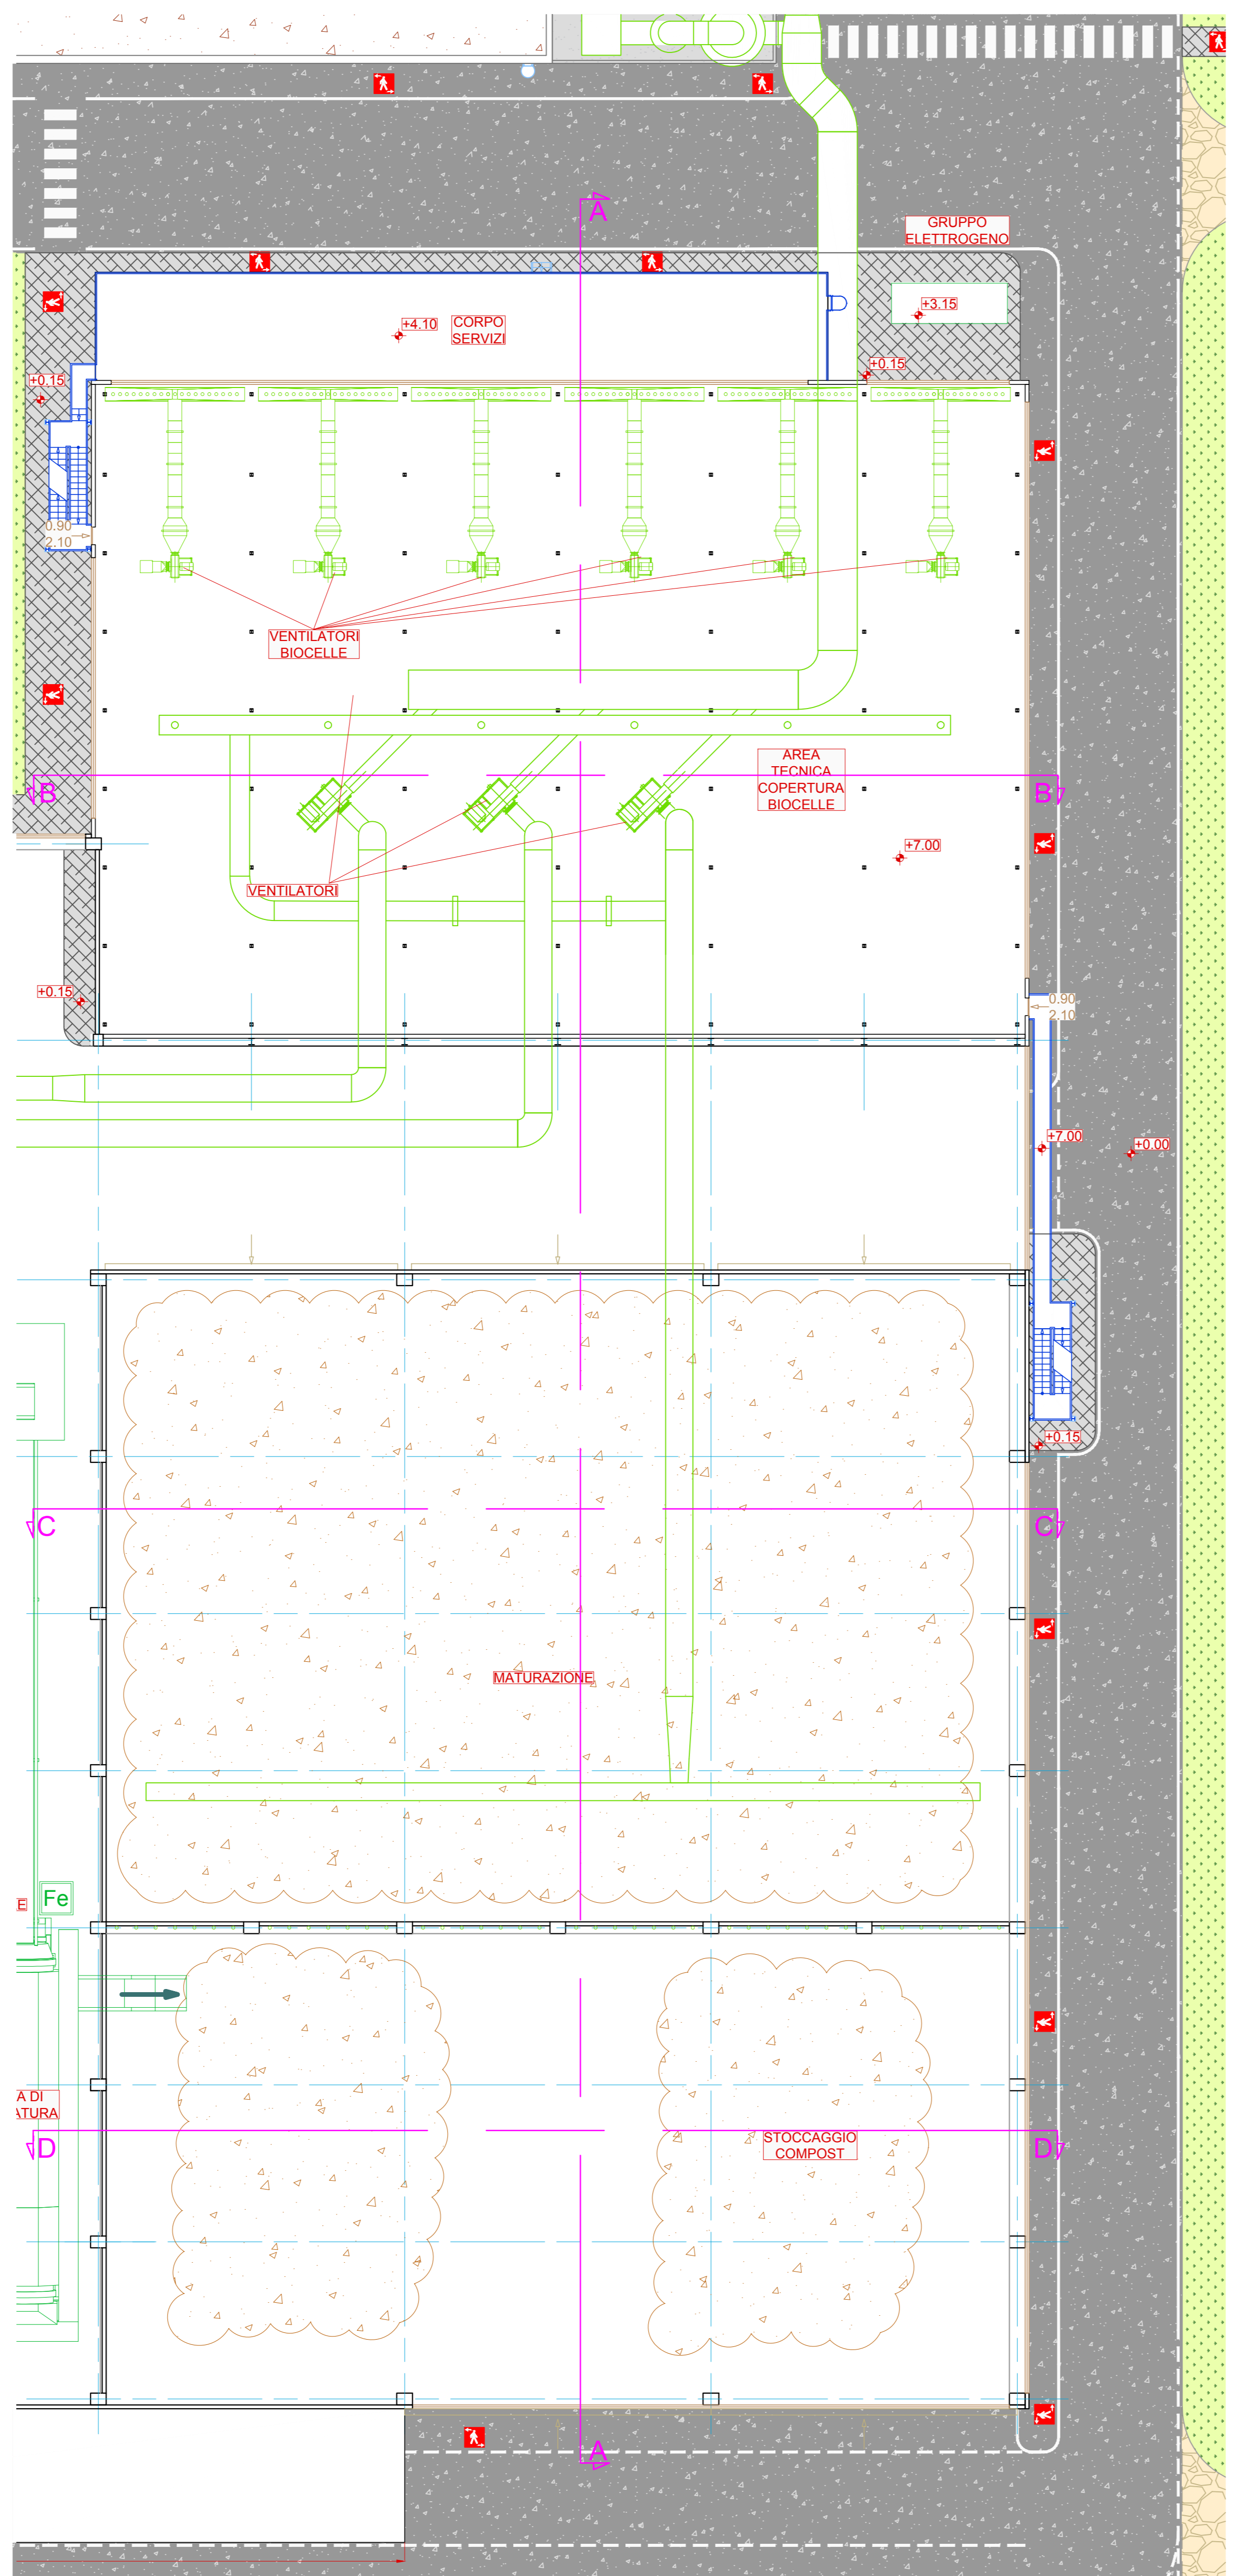 A
GRUPPO
ELETTROGENO
+3.15
+4.10
CORPO
SERVIZI
+0.15
+0.15
0.90
2.10
VENTILATORI
BIOCELLE
AREA
TECNICA
COPERTURA
BIOCELLE
B
B
+7.00
VENTILATORI
+0.15
0.90
2.10
+7.00
+0.00
+0.15
C
C
MATURAZIONE
E
Fe
A DI
ATURA
D
STOCCAGGIO
COMPOST
D
A